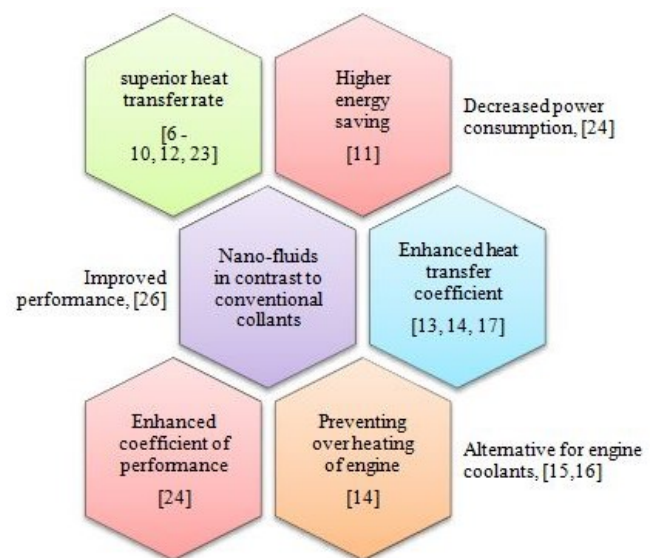 superior heat
transfer rate
[6 -
10, 12, 23]
Higher
energy
saving
[11]
Decreased power
consumption, [24]
Improved
performance, [26]
Nano-fluids
in contrast to
conventional
collants
Enhanced heat
transfer
coefficient
[13, 14, 17]
Enhanced
coefficient of
performance
[24]
Preventing
over heating
of engine
[14]
Alternative for engine
coolants, [15,16]